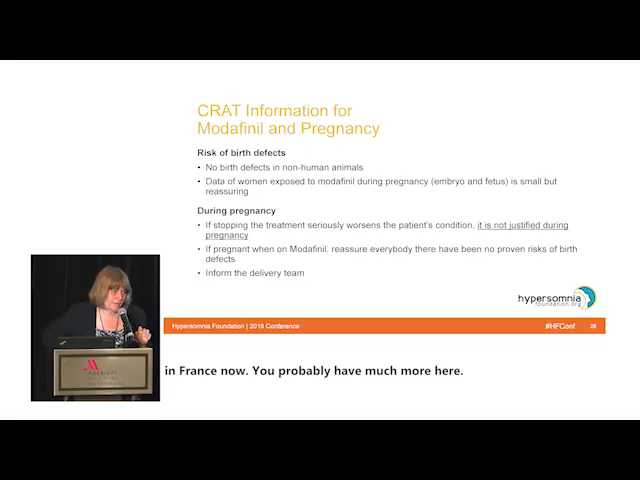 CRAT Information for
Modafinil and Pregnancy
Risk of birth defects
• No birth defects in non-human animals
• Data of women exposed to modafinil during pregnancy (embryo and fetus) is small but
reassuring
During pregnancy
• If stopping the treatment seriously worsens the patient's condition, it is not justified during
pregnancy
• If pregnant when on Modafinil, reassure everybody there have been no proven risks of birth
defects
• Inform the delivery team
hypersomnia
foundation.org
Hypersomnia Foundation | 2018 Conference
#HFConf
28
in France now. You probably have much more here.